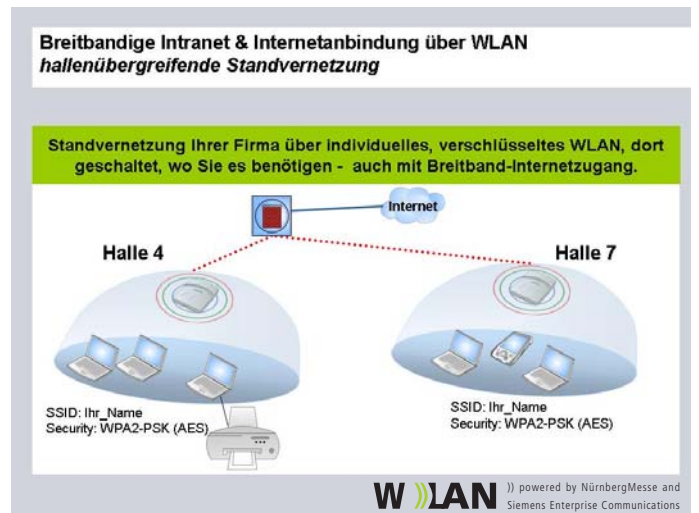 Breitbandige Intranet & Internetanbindung über WLAN
hallenübergreifende Standvernetzung
Standvernetzung Ihrer Firma über individuelles, verschlüsseltes WLAN, dort
geschaltet, wo Sie es benötigen - auch mit Breitband-Internetzugang.
Internet
Halle 4
Halle 7
SSID: Ihr_Name
Security: WPA2-PSK (AES)
SSID: Ihr_Name
Security: WPA2-PSK (AES)
W))LAN
)) powered by NürnbergMesse and
Siemens Enterprise Communications